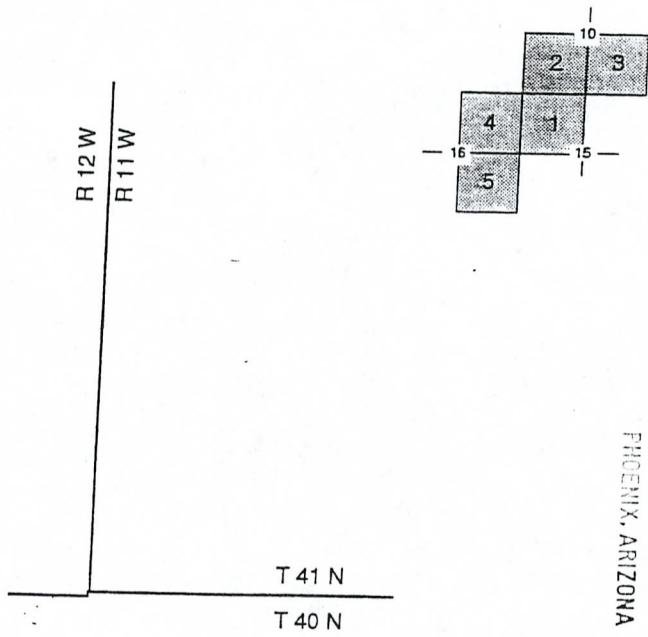 10
2 3
4 1
16 15
5
R 12 W
R 11 W
T 41 N
T 40 N
PHOENIX, ARIZONA